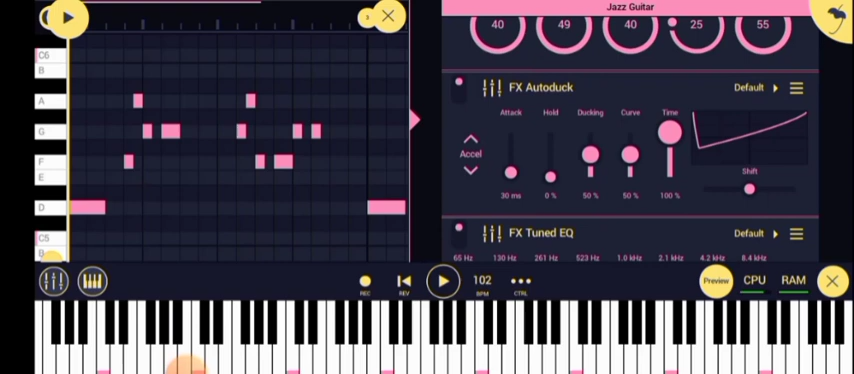 Jazz Guitar
40 49 40 25 55
3
C6
B
A
G
F
E
D
C5
B
FX Autoduck Default
Attack Hold Ducking Curve Time
Accel
Shift
30 ms 0 % 50 % 50 % 100 %
FX Tuned EQ Default
65 Hz 130 Hz 261 Hz 523 Hz 1.0 kHz 2.1 kHz 4.2 kHz 8.4 kHz
102 Preview CPU RAM
REC REV BPM CTRL